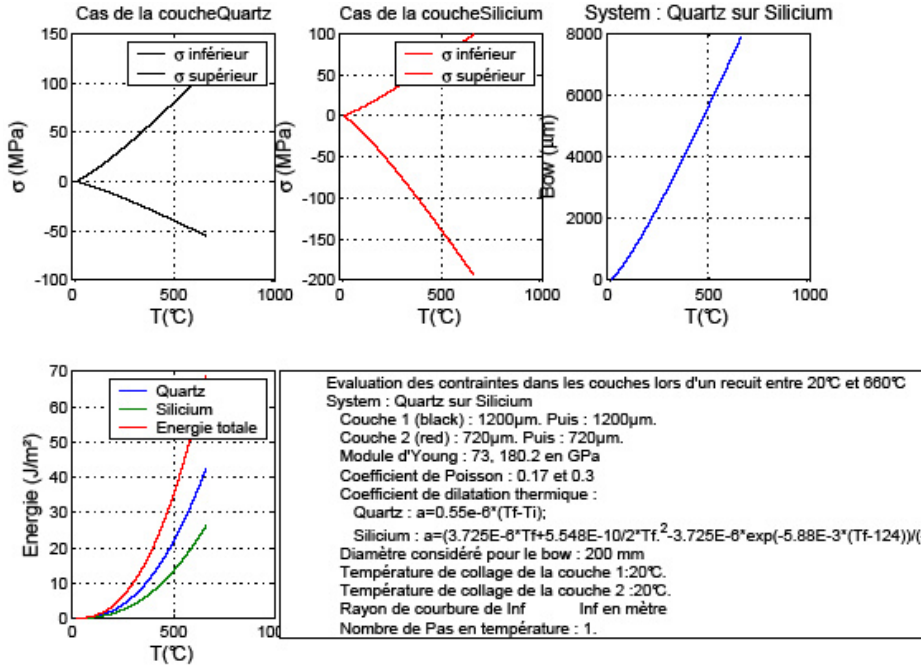 Cas de la coucheQuartz
150
100
50
0
-50
-100
σ (MPa)
0
500
1000
T(℃)
σ inférieur
σ supérieur
Cas de la coucheSilicium
100
50
0
-50
-100
-150
-200
σ (MPa)
0
500
1000
T(℃)
σ inférieur
σ supérieur
System : Quartz sur Silicium
8000
6000
4000
2000
0
Bow (µm)
0
500
1000
T(℃)
70
60
50
40
30
20
10
0
Energie (J/m²)
0
500
1000
T(℃)
Quartz
Silicium
Energie totale
Evaluation des contraintes dans les couches lors d'un recuit entre 20℃ et 660℃
System : Quartz sur Silicium
Couche 1 (black) : 1200µm. Puis : 1200µm.
Couche 2 (red) : 720µm. Puis : 720µm.
Module d'Young : 73, 180.2 en GPa
Coefficient de Poisson : 0.17 et 0.3
Coefficient de dilatation thermique :
Quartz : a=0.55e-6*(Tf-Ti);
Silicium : a=(3.725E-6*Tf+5.548E-10/2*Tf.^2-3.725E-6*exp(-5.88E-3*(Tf-124))/(
Diamètre considéré pour le bow : 200 mm
Température de collage de la couche 1:20℃.
Température de collage de la couche 2 :20℃.
Rayon de courbure de Inf Inf en mètre
Nombre de Pas en température : 1.